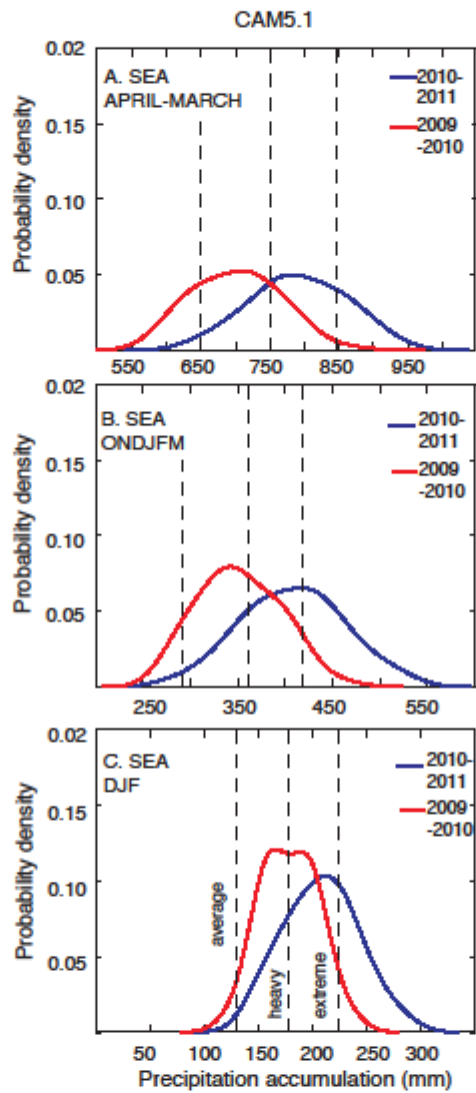 CAM5.1
0.02
A. SEA
APRIL-MARCH
2010-
2011
2009
-2010
0.15
0.10
0.05
Probability density
550 650 750 850 950
0.02
B. SEA
ONDJFM
2010-
2011
2009
-2010
0.15
0.10
0.05
Probability density
250 350 450 550
0.02
C. SEA
DJF
2010-
2011
2009
-2010
0.15
0.10
0.05
Probability density
average
heavy
extreme
50 100 150 200 250 300
Precipitation accumulation (mm)